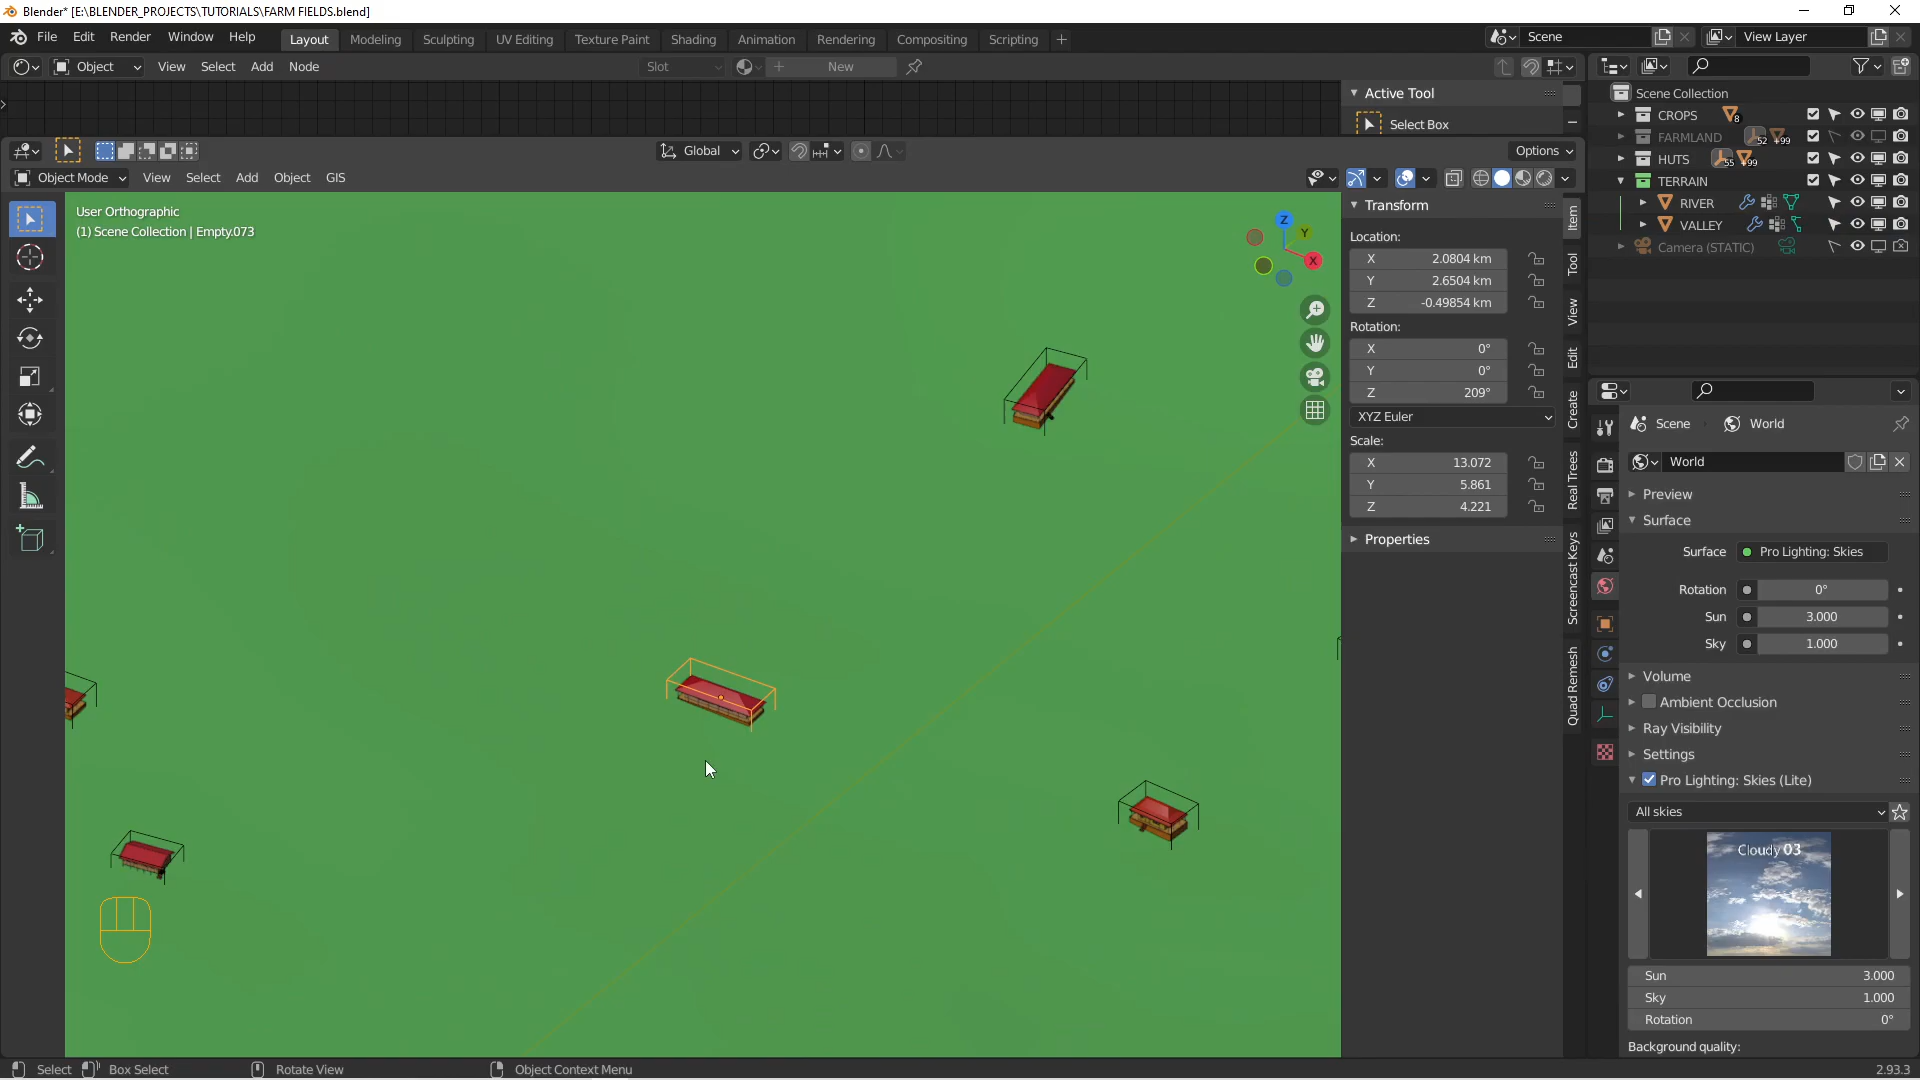 Blender* [E:\BLENDER_PROJECTS\TUTORIALS\FARM FIELDS.blend]
File Edit Render Window Help Layout Modeling Sculpting UV Editing Texture Paint Shading Animation Rendering Compositing Scripting Scene View Layer
Object View Select Add Node Slot New
Active Tool
Select Box
Global Options
Object Mode View Select Add Object GIS
User Orthographic
(1) Scene Collection | Empty.073
Z
Y
X
Transform
Location:
X 2.0804 km
Y 2.6504 km
Z -0.49854 km
Rotation:
X 0°
Y 0°
Z 209°
XYZ Euler
Scale:
X 13.072
Y 5.861
Z 4.221
Properties
Item
Tool
View
Edit
Create
Real Trees
Screencast Keys
Quad Remesh
Scene Collection
CROPS 8
FARMLAND 52 +99
HUTS 55 +99
TERRAIN
RIVER
VALLEY
Camera (STATIC)
Scene World
World
Preview
Surface
Surface Pro Lighting: Skies
Rotation 0°
Sun 3.000
Sky 1.000
Volume
Ambient Occlusion
Ray Visibility
Settings
Pro Lighting: Skies (Lite)
All skies
Cloudy 03
Sun 3.000
Sky 1.000
Rotation 0°
Background quality:
Select Box Select Rotate View Object Context Menu 2.93.3